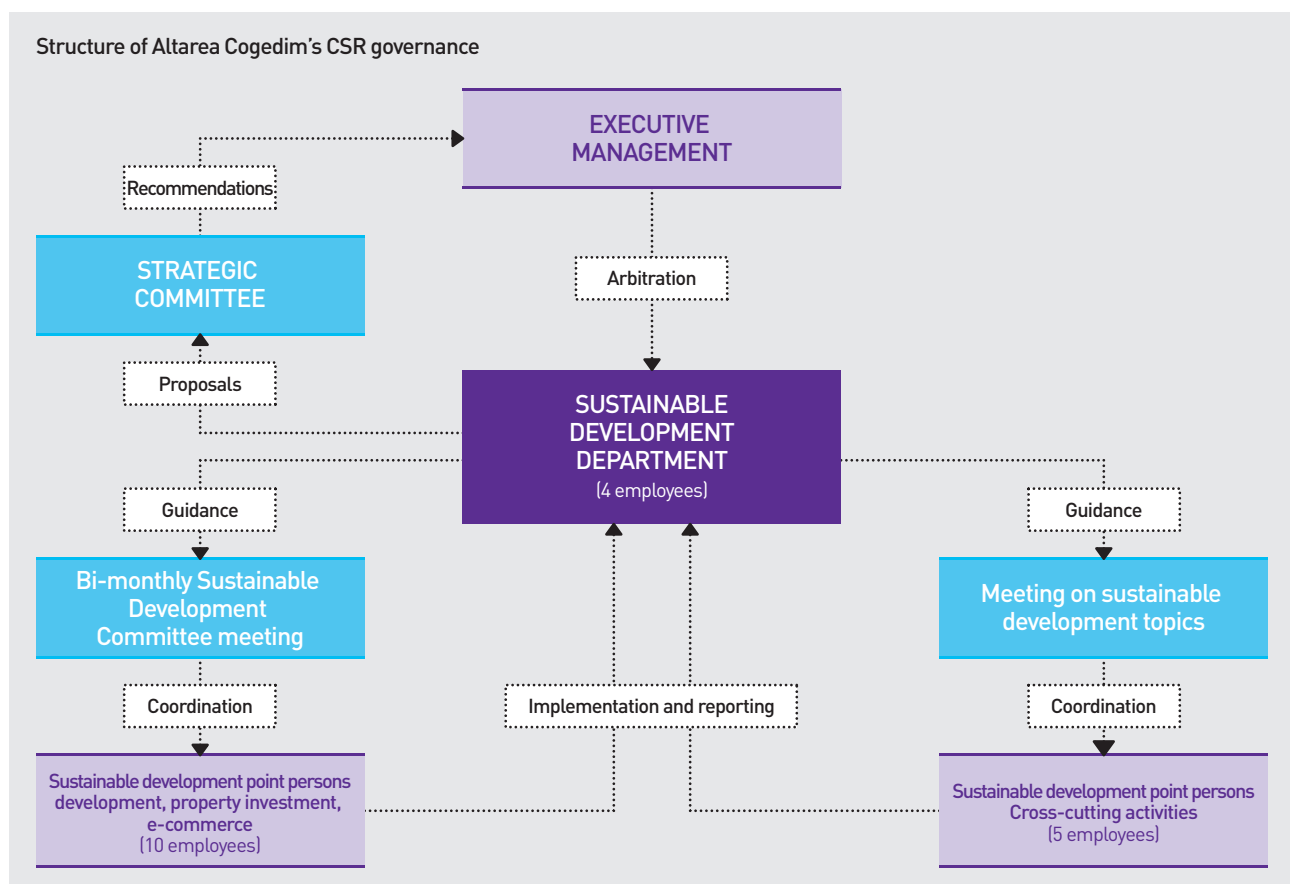 Structure of Altarea Cogedim's CSR governance
EXECUTIVE
MANAGEMENT
Recommendations
STRATEGIC
COMMITTEE
Arbitration
Proposals
SUSTAINABLE
DEVELOPMENT
DEPARTMENT
(4 employees)
Guidance
Guidance
Bi-monthly Sustainable
Development
Committee meeting
Meeting on sustainable
development topics
Coordination
Implementation and reporting
Coordination
Sustainable development point persons
development, property investment,
e-commerce
(10 employees)
Sustainable development point persons
Cross-cutting activities
(5 employees)